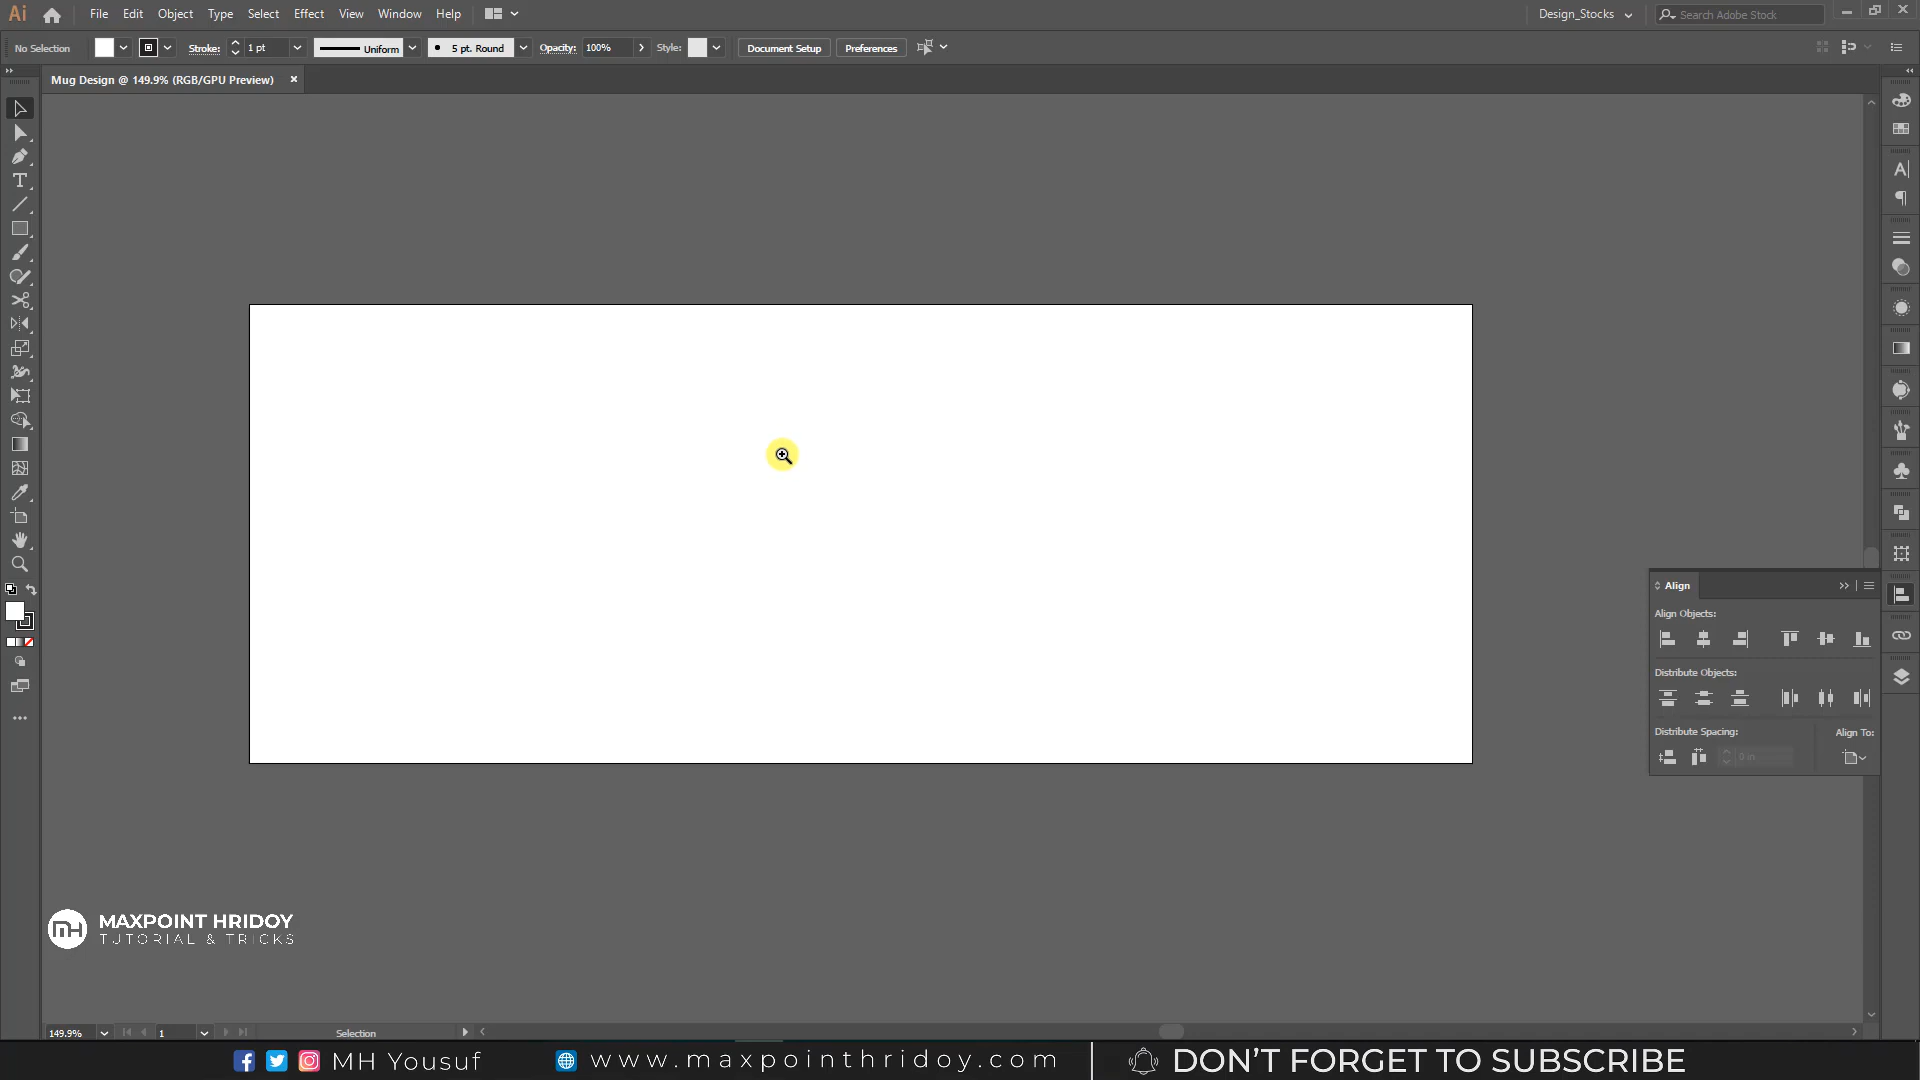 Ai File Edit Object Type Select Effect View Window Help Design_Stocks Search Adobe Stock
No Selection Stroke: 1 pt Uniform 5 pt. Round Opacity: 100% Style: Document Setup Preferences
Mug Design @ 149.9% (RGB/GPU Preview)
Align
Align Objects:
Distribute Objects:
Distribute Spacing: Align To:
0 in
MH MAXPOINT HRIDOY
TUTORIAL & TRICKS
149.9% 1 Selection
MH Yousuf www.maxpointhridoy.com DON'T FORGET TO SUBSCRIBE